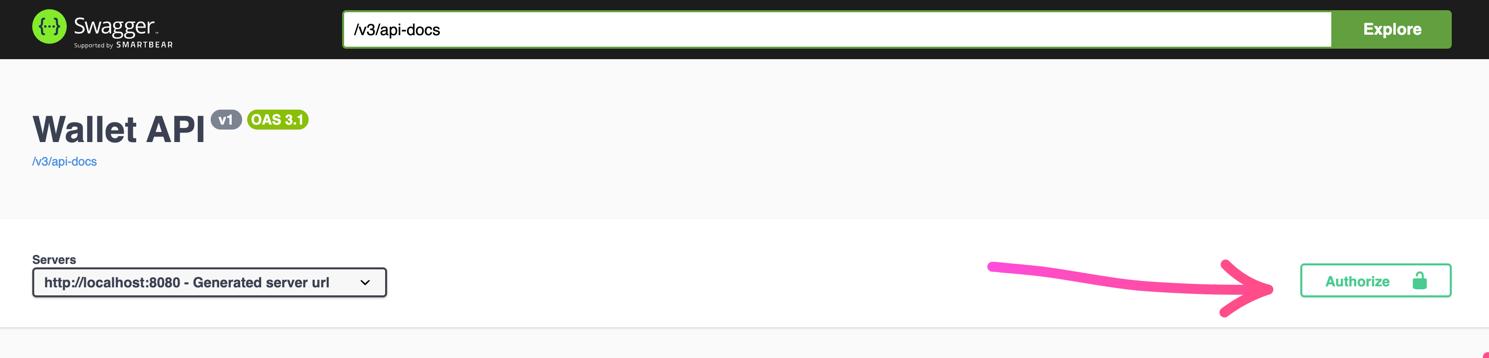 {···} Swagger™
Supported by SMARTBEAR
/v3/api-docs
Explore
Wallet API v1 OAS 3.1
/v3/api-docs
Servers
http://localhost:8080 - Generated server url
Authorize